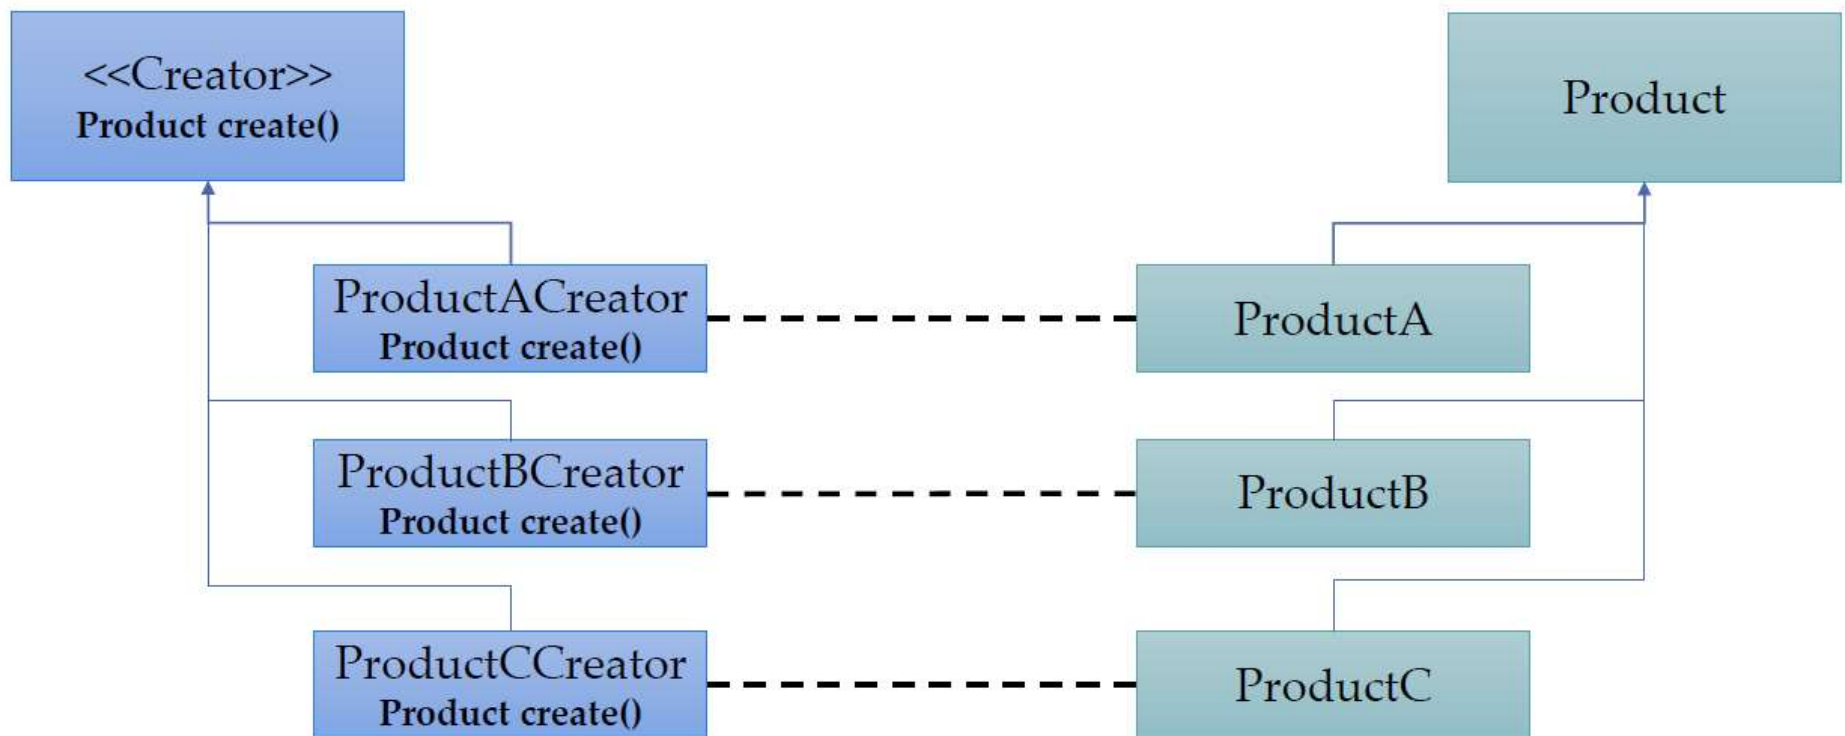 <<Creator>>
Product create()
Product
ProductACreator
Product create()
ProductA
ProductBCreator
Product create()
ProductB
ProductCCreator
Product create()
ProductC